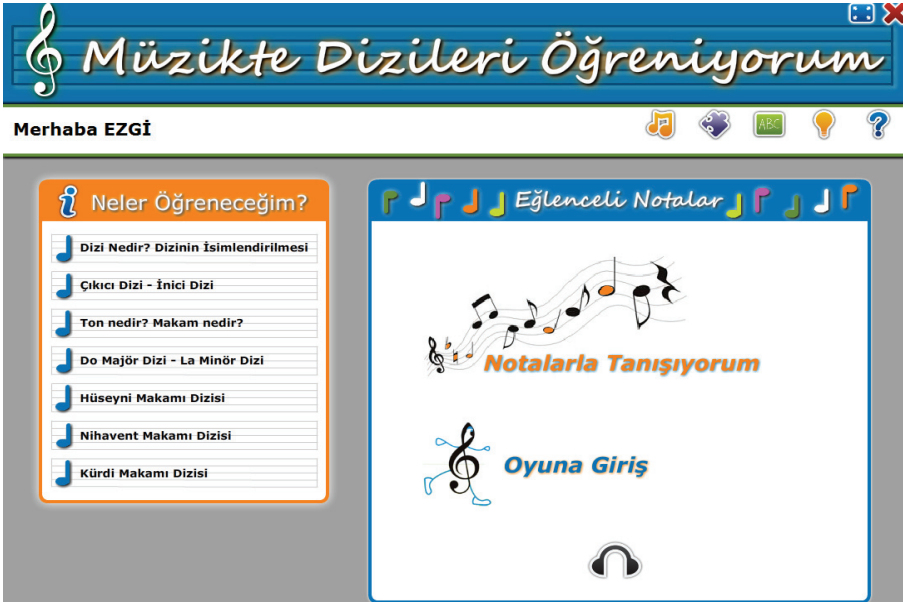 Müzikte Dizileri Öğreniyorum
Merhaba EZGİ
ABC
?
i Neler Öğreneceğim?
Dizi Nedir? Dizinin İsimlendirilmesi
Çıkıcı Dizi - İnici Dizi
Ton nedir? Makam nedir?
Do Majör Dizi - La Minör Dizi
Hüseyni Makamı Dizisi
Nihavent Makamı Dizisi
Kürdi Makamı Dizisi
Eğlenceli Notalar
Notalarla Tanışıyorum
Oyuna Giriş